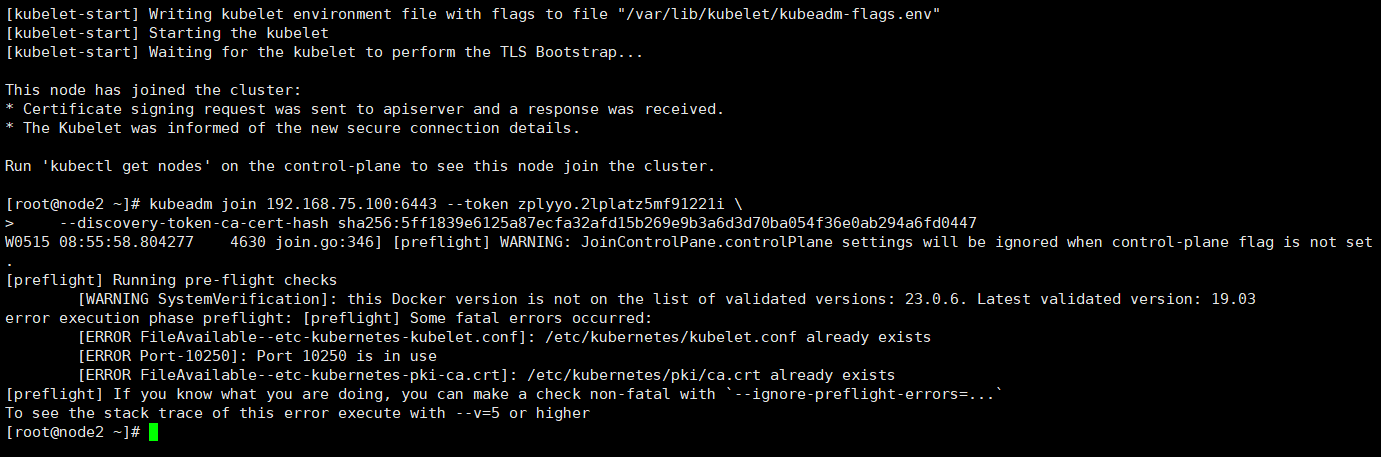 [kubelet-start] Writing kubelet environment file with flags to file "/var/lib/kubelet/kubeadm-flags.env"
[kubelet-start] Starting the kubelet
[kubelet-start] Waiting for the kubelet to perform the TLS Bootstrap...

This node has joined the cluster:
* Certificate signing request was sent to apiserver and a response was received.
* The Kubelet was informed of the new secure connection details.

Run 'kubectl get nodes' on the control-plane to see this node join the cluster.

[root@node2 ~]# kubeadm join 192.168.75.100:6443 --token zplyyo.2lplatz5mf91221i \
>     --discovery-token-ca-cert-hash sha256:5ff1839e6125a87ecfa32afd15b269e9b3a6d3d70ba054f36e0ab294a6fd0447
W0515 08:55:58.804277    4630 join.go:346] [preflight] WARNING: JoinControlPane.controlPlane settings will be ignored when control-plane flag is not set
.
[preflight] Running pre-flight checks
        [WARNING SystemVerification]: this Docker version is not on the list of validated versions: 23.0.6. Latest validated version: 19.03
error execution phase preflight: [preflight] Some fatal errors occurred:
        [ERROR FileAvailable--etc-kubernetes-kubelet.conf]: /etc/kubernetes/kubelet.conf already exists
        [ERROR Port-10250]: Port 10250 is in use
        [ERROR FileAvailable--etc-kubernetes-pki-ca.crt]: /etc/kubernetes/pki/ca.crt already exists
[preflight] If you know what you are doing, you can make a check non-fatal with `--ignore-preflight-errors=...`
To see the stack trace of this error execute with --v=5 or higher
[root@node2 ~]#